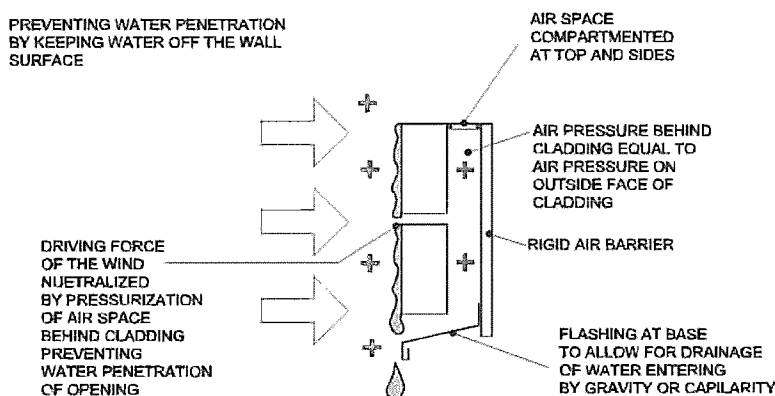 PREVENTING WATER PENETRATION
BY KEEPING WATER OFF THE WALL
SURFACE
AIR SPACE
COMPARTMENTED
AT TOP AND SIDES
AIR PRESSURE BEHIND
CLADDING EQUAL TO
AIR PRESSURE ON
OUTSIDE FACE OF
CLADDING
RIGID AIR BARRIER
DRIVING FORCE
OF THE WIND
NUETRALIZED
BY PRESSURIZATION
OF AIR SPACE
BEHIND CLADDING
PREVENTING
WATER PENETRATION
OF OPENING
FLASHING AT BASE
TO ALLOW FOR DRAINAGE
OF WATER ENTERING
BY GRAVITY OR CAPILARITY